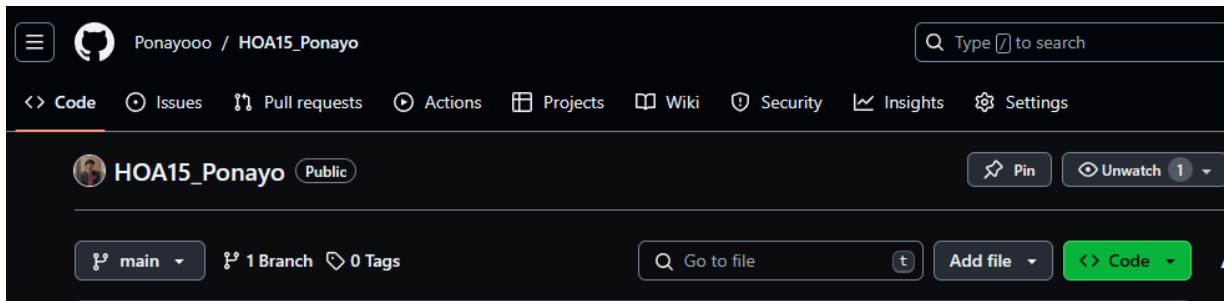 Ponayooo / HOA15_Ponayo Type / to search
<> Code Issues Pull requests Actions Projects Wiki Security Insights Settings
HOA15_Ponayo Public Pin Unwatch 1
main 1 Branch 0 Tags Go to file t Add file <> Code